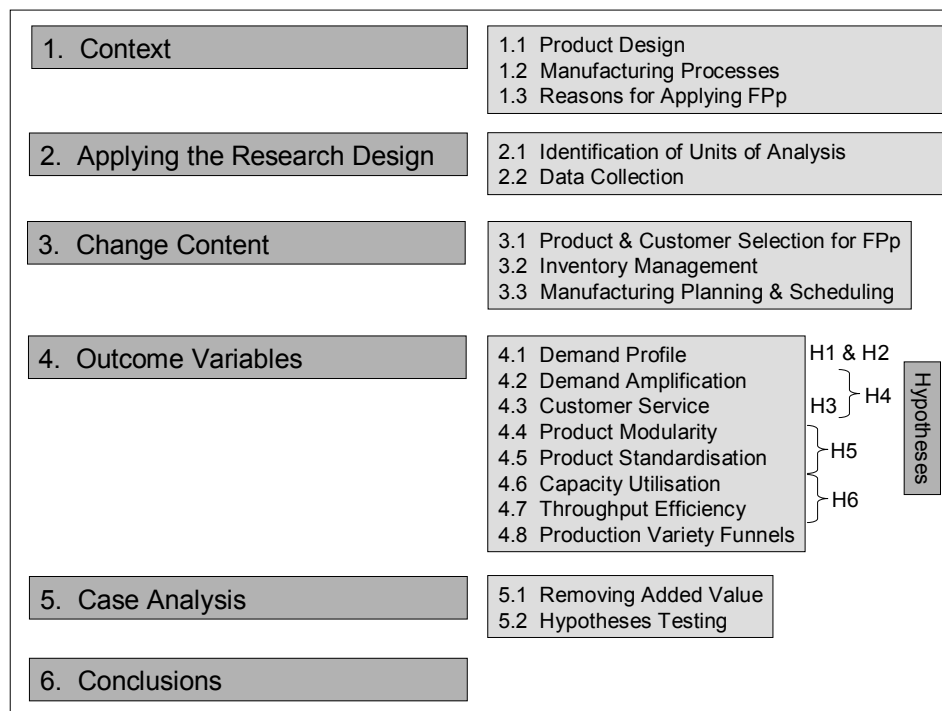 1. Context
1.1 Product Design
1.2 Manufacturing Processes
1.3 Reasons for Applying FPp
2. Applying the Research Design
2.1 Identification of Units of Analysis
2.2 Data Collection
3. Change Content
3.1 Product & Customer Selection for FPp
3.2 Inventory Management
3.3 Manufacturing Planning & Scheduling
4. Outcome Variables
4.1 Demand Profile H1 & H2
4.2 Demand Amplification
H4
4.3 Customer Service H3
4.4 Product Modularity
H5
4.5 Product Standardisation
4.6 Capacity Utilisation
H6
4.7 Throughput Efficiency
4.8 Production Variety Funnels
Hypotheses
5. Case Analysis
5.1 Removing Added Value
5.2 Hypotheses Testing
6. Conclusions